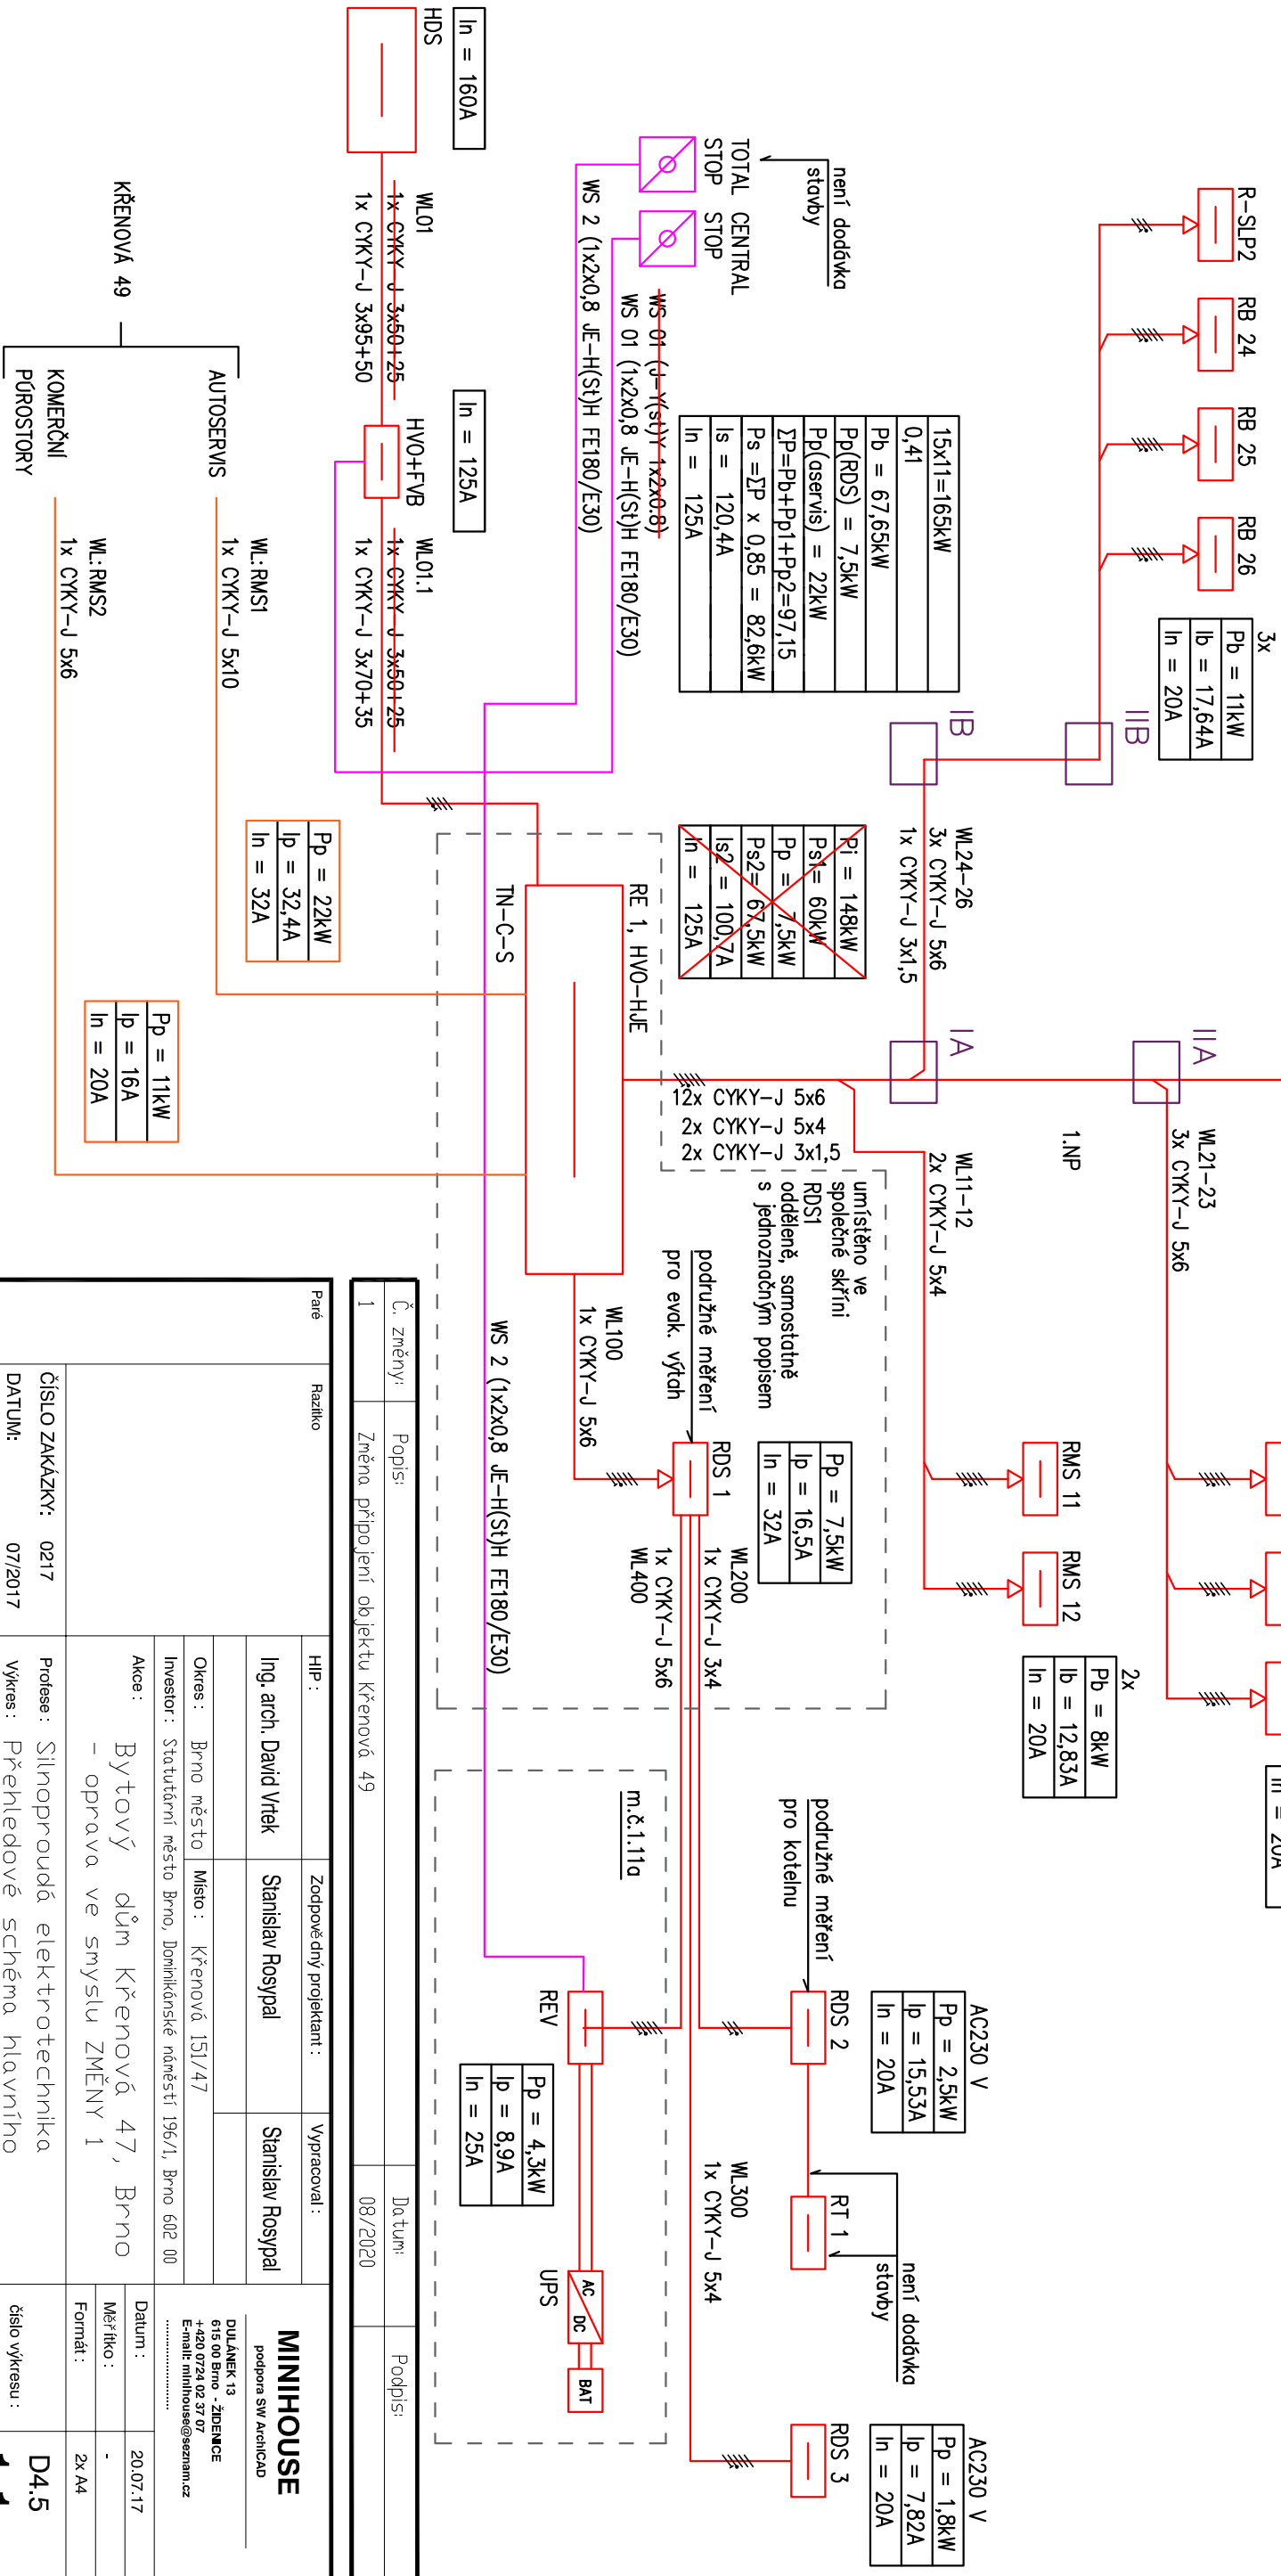 R-SLP2
RB 24
RB 25
RB 26
3x
Pb = 11kW
Ib = 17,64A
In = 20A
IIB
IB
WL24-26
3x CYKY-J 5x6
1x CYKY-J 3x1,5
IIA
IA
WL21-23
3x CYKY-J 5x6
1.NP
WL11-12
2x CYKY-J 5x4
RMS 11
RMS 12
2x
Pb = 8kW
Ib = 12,83A
In = 20A
In = 20A
není dodávka
stavby
TOTAL
STOP
CENTRAL
STOP
15x11=165kW
0,41
Pb = 67,65kW
Pp(RDS) = 7,5kW
Pp(aservis) = 22kW
ΣP=Pb+Pp1+Pp2=97,15
Ps =ΣP x 0,85 = 82,6kW
Is = 120,4A
In = 125A
WS 01 (J-Y(st)Y 1x2x0.8)
WS 01 (1x2x0,8 JE-H(St)H FE180/E30)
WS 2 (1x2x0,8 JE-H(St)H FE180/E30)
Pi = 148kW
Ps1= 60kW
Pp = 7,5kW
Ps2= 67,5kW
Is2 = 100,7A
In = 125A
12x CYKY-J 5x6
2x CYKY-J 5x4
2x CYKY-J 3x1,5
umístěno ve
společné skříni
RDS1
odděleně, samostatně
s jednoznačným popisem
RE 1, HVO-HJE
TN-C-S
podružné měření
pro evak. výtah
WL100
1x CYKY-J 5x6
RDS 1
Pp = 7,5kW
Ip = 16,5A
In = 32A
WL200
1x CYKY-J 3x4
1x CYKY-J 5x6
WL400
podružné měření
pro kotelnu
RDS 2
AC230 V
Pp = 2,5kW
Ip = 15,53A
In = 20A
RT 1
není dodávka
stavby
WL300
1x CYKY-J 5x4
RDS 3
AC230 V
Pp = 1,8kW
Ip = 7,82A
In = 20A
m.č.1.11a
REV
Pp = 4,3kW
Ip = 8,9A
In = 25A
AC
DC
UPS
BAT
WS 2 (1x2x0,8 JE-H(St)H FE180/E30)
In = 160A
HDS
WL01
1x CYKY-J 3x50+25
1x CYKY-J 3x95+50
In = 125A
HVO+FVB
WL01.1
1x CYKY-J 3x50+25
1x CYKY-J 3x70+35
KŘENOVÁ 49
AUTOSERVIS
KOMERČNÍ
PŮROSTORY
WL:RMS1
1x CYKY-J 5x10
WL:RMS2
1x CYKY-J 5x6
Pp = 22kW
Ip = 32,4A
In = 32A
Pp = 11kW
Ip = 16A
In = 20A
Č. změny:
Popis:
Datum:
Podpis:
1
Změna připojení objektu Křenová 49
08/2020
Paré
Razítko
HIP :
Zodpovědný projektant :
Vypracoval :
Ing. arch. David Vrtek
Stanislav Rosypal
Stanislav Rosypal
Okres : Brno město
Místo : Křenová 151/47
Investor : Statutární město Brno, Dominikánské náměstí 196/1, Brno 602 00
Akce : Bytový dům Křenová 47, Brno
- oprava ve smyslu ZMĚNY 1
Profese : Silnoproudá elektrotechnika
Výkres : Přehledové schéma hlavního
ČÍSLO ZAKÁZKY: 0217
DATUM: 07/2017
MINIHOUSE
podpora SW ArchiCAD
DULÁNEK 13
615 00 Brno - ŽIDENICE
+420 0724 02 37 07
E-mail: minihouse@seznam.cz
Datum : 20.07.17
Měřítko : -
Formát : 2x A4
číslo výkresu : D4.5